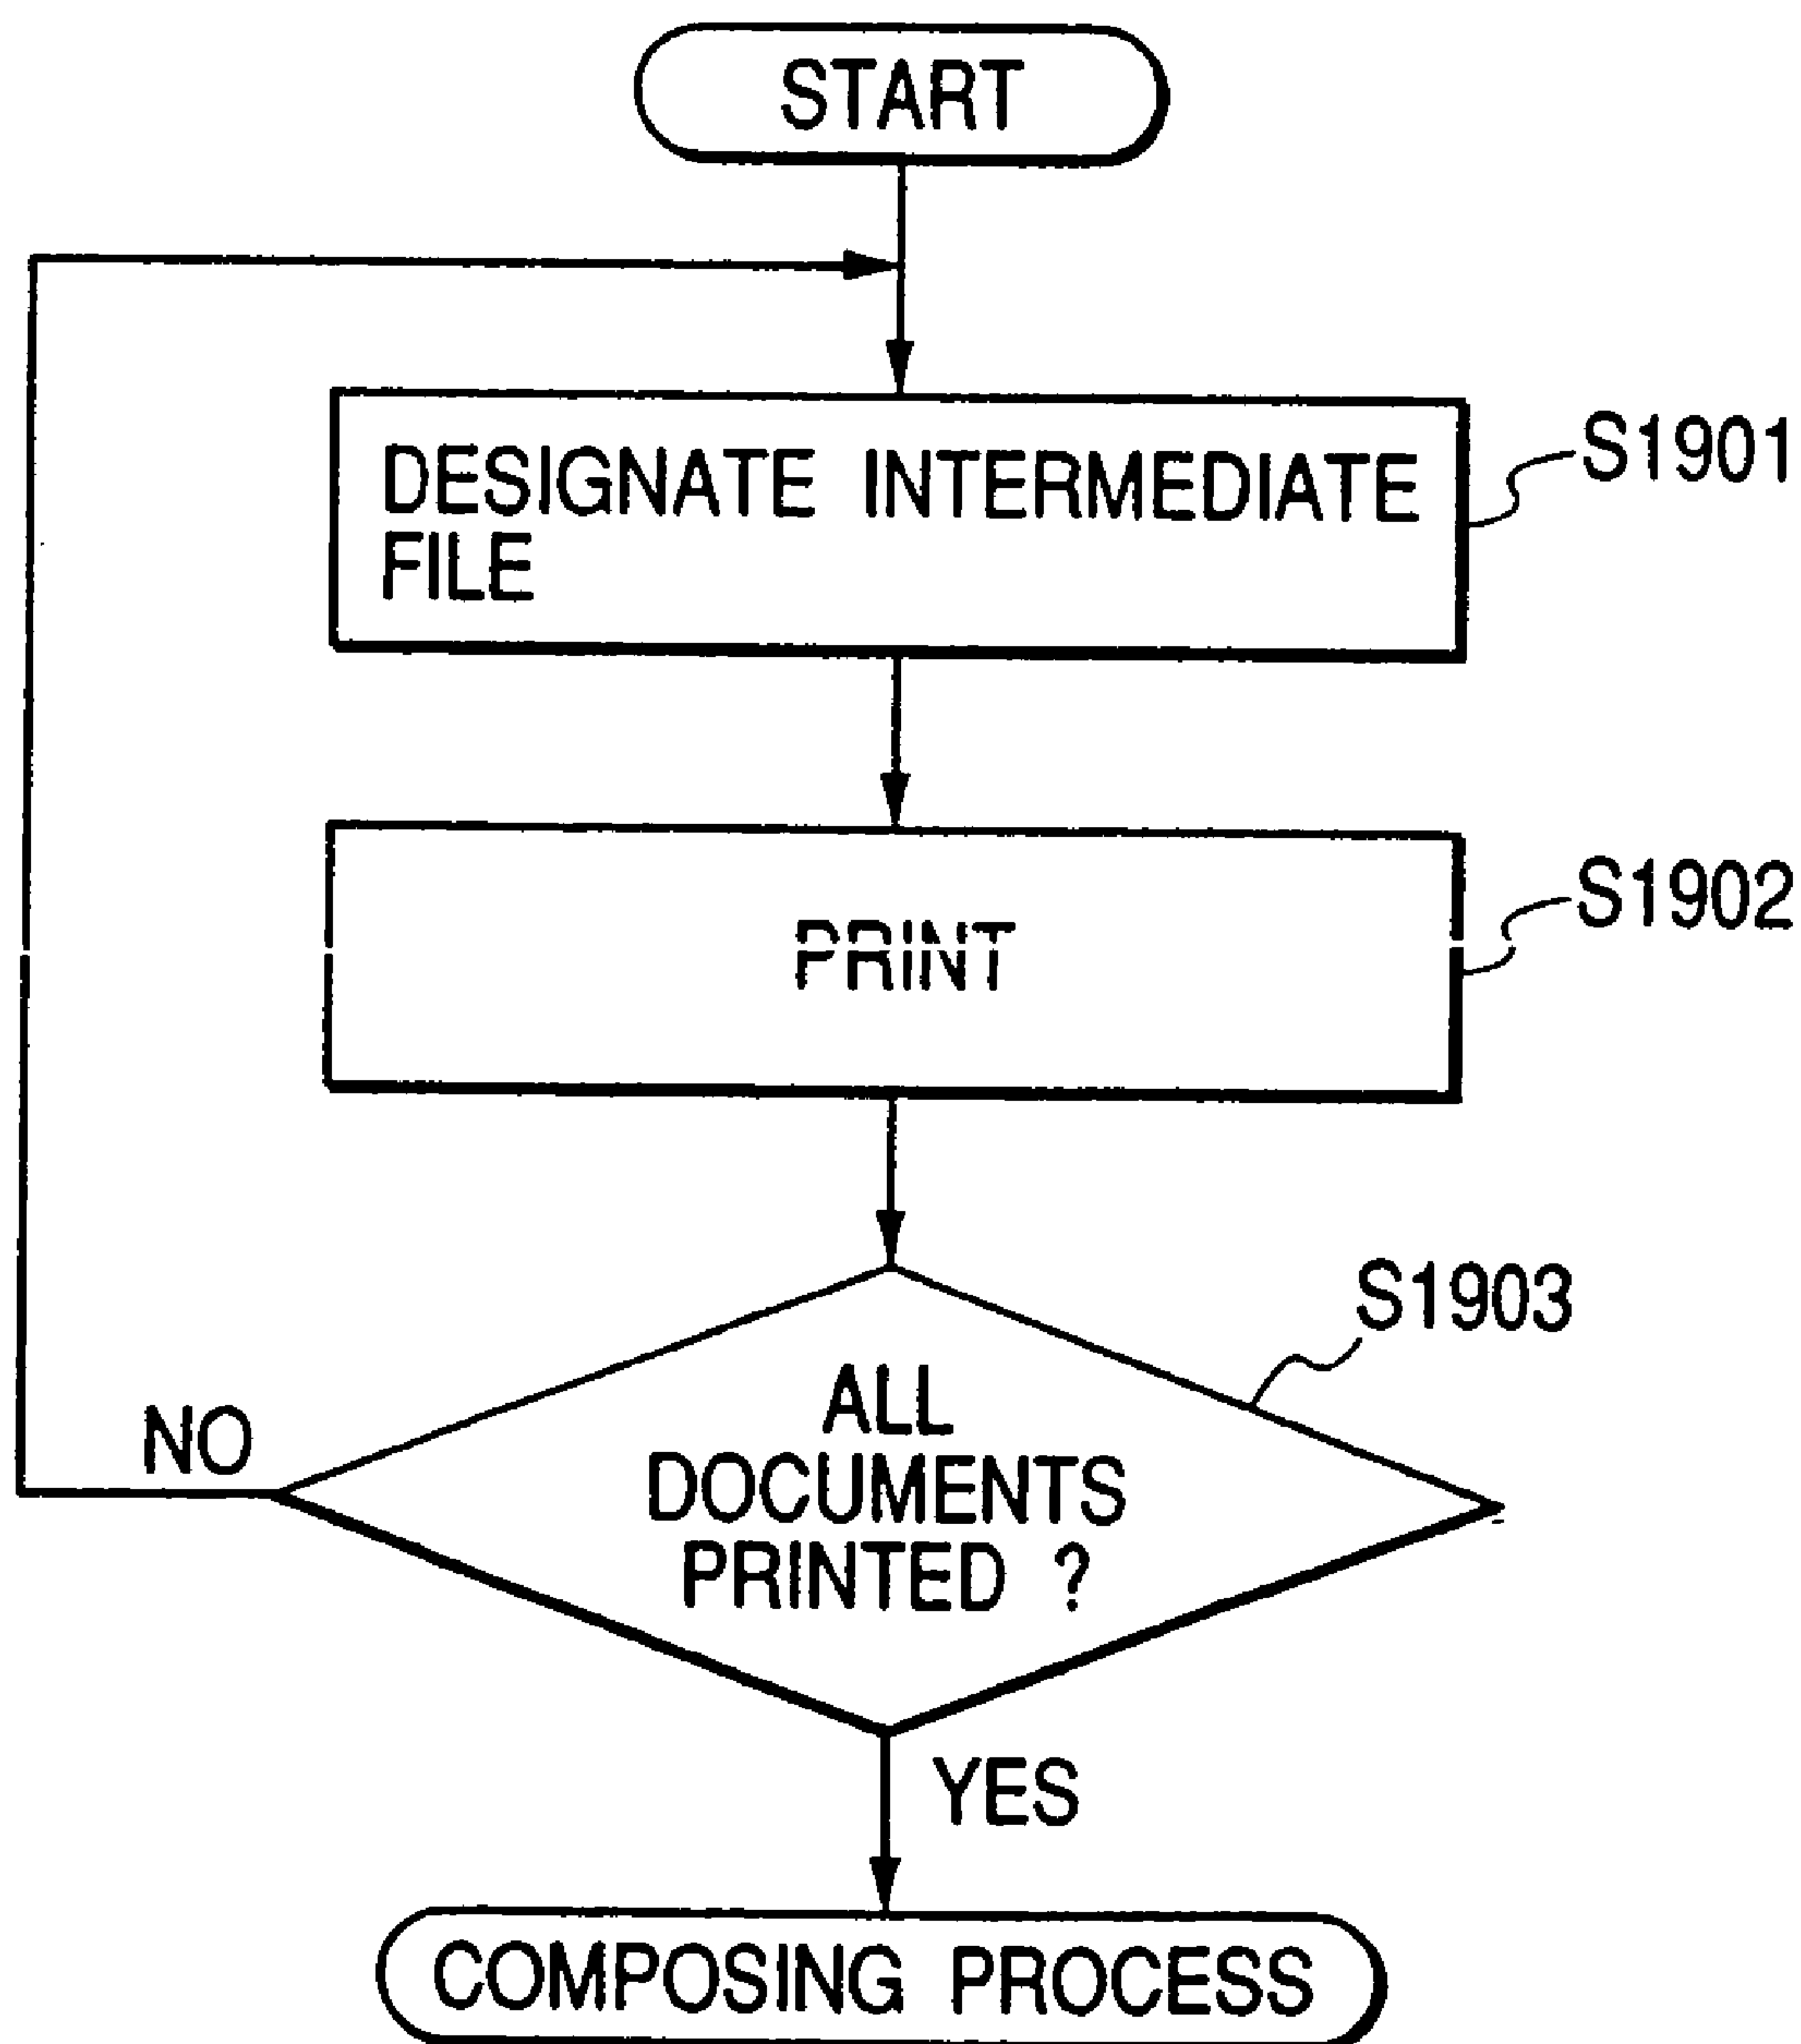 START
DESIGNATE INTERMEDIATE
FILE
S1901
PRINT
S1902
S1903
ALL
DOCUMENTS
PRINTED ?
NO
YES
COMPOSING PROCESS